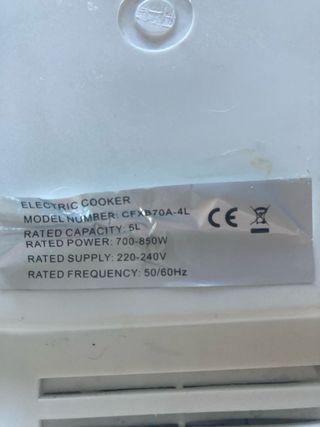 ELECTRIC COOKER
MODEL NUMBER: CFXB70A-4L
RATED CAPACITY: 5L
RATED POWER: 700-850W
RATED SUPPLY: 220-240V
RATED FREQUENCY: 50/60Hz
CE